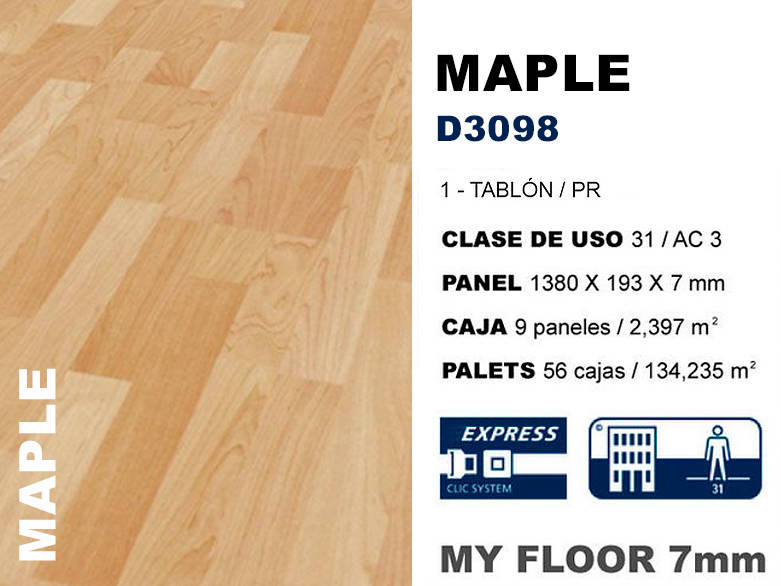 MAPLE
MAPLE
D3098
1 - TABLÓN / PR
CLASE DE USO 31 / AC 3
PANEL 1380 X 193 X 7 mm
CAJA 9 paneles / 2,397 m²
PALETS 56 cajas / 134,235 m²
EXPRESS
CLIC SYSTEM
©
31
MY FLOOR 7mm